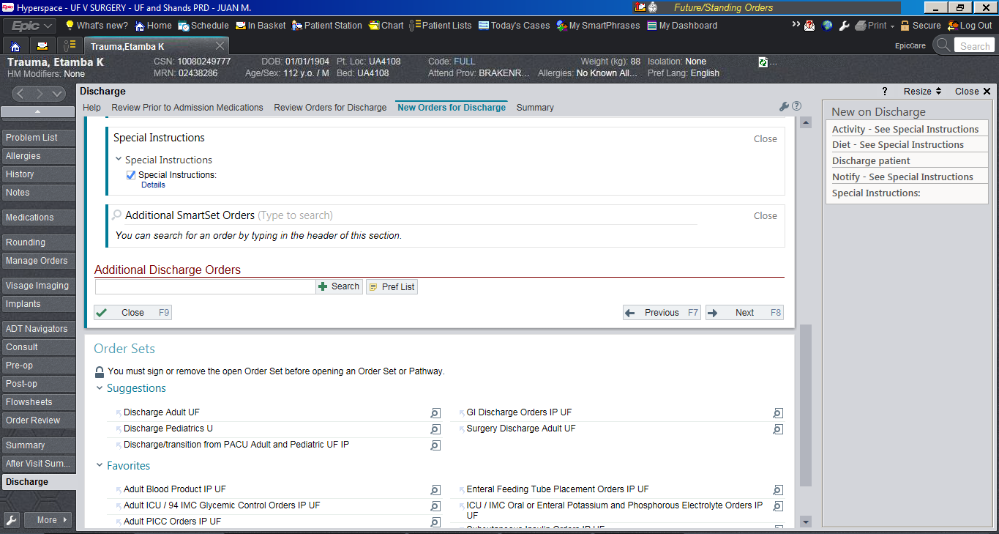 Epic Hyperspace - UF V SURGERY - UF and Shands PRD - JUAN M.
Future/Standing Orders
Epic What's new? Home Schedule In Basket Patient Station Chart Patient Lists Today's Cases My SmartPhrases My Dashboard Print Secure Log Out
Trauma,Etamba K
EpicCare Search
Trauma, Etamba K CSN: 10080249777 DOB: 01/01/1904 Pt. Loc: UA4108 Code: FULL Weight (kg): 88 Isolation: None
HM Modifiers: None MRN: 02438286 Age/Sex: 112 y.o. / M Bed: UA4108 Attend Prov: BRAKENR... Allergies: No Known All... Pref Lang: English
Discharge
? Resize Close
Help Review Prior to Admission Medications Review Orders for Discharge New Orders for Discharge Summary
Problem List
Allergies
History
Notes
Medications
Rounding
Manage Orders
Visage Imaging
Implants
ADT Navigators
Consult
Pre-op
Post-op
Flowsheets
Order Review
Summary
After Visit Sum...
Discharge
More
Special Instructions Close
Special Instructions
Special Instructions:
Details
Additional SmartSet Orders (Type to search) Close
You can search for an order by typing in the header of this section.
Additional Discharge Orders
Search Pref List
Close F9 Previous F7 Next F8
Order Sets
You must sign or remove the open Order Set before opening an Order Set or Pathway.
Suggestions
Discharge Adult UF GI Discharge Orders IP UF
Discharge Pediatrics U Surgery Discharge Adult UF
Discharge/transition from PACU Adult and Pediatric UF IP
Favorites
Adult Blood Product IP UF Enteral Feeding Tube Placement Orders IP UF
Adult ICU / 94 IMC Glycemic Control Orders IP UF ICU / IMC Oral or Enteral Potassium and Phosphorous Electrolyte Orders IP
UF
Adult PICC Orders IP UF
Subcutaneous Insulin Orders IP UF
New on Discharge
Activity - See Special Instructions
Diet - See Special Instructions
Discharge patient
Notify - See Special Instructions
Special Instructions: